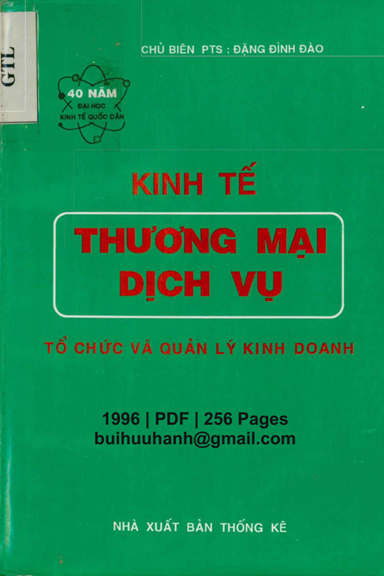 GTL
CHỦ BIÊN PTS : ĐẶNG ĐÌNH ĐÀO
40 NĂM
ĐẠI HỌC
KINH TẾ QUỐC DÂN
KINH TẾ
THƯƠNG MẠI
DỊCH VỤ
TỔ CHỨC VÀ QUẢN LÝ KINH DOANH
1996 | PDF | 256 Pages
buihuuhanh@gmail.com
NHÀ XUẤT BẢN THỐNG KÊ